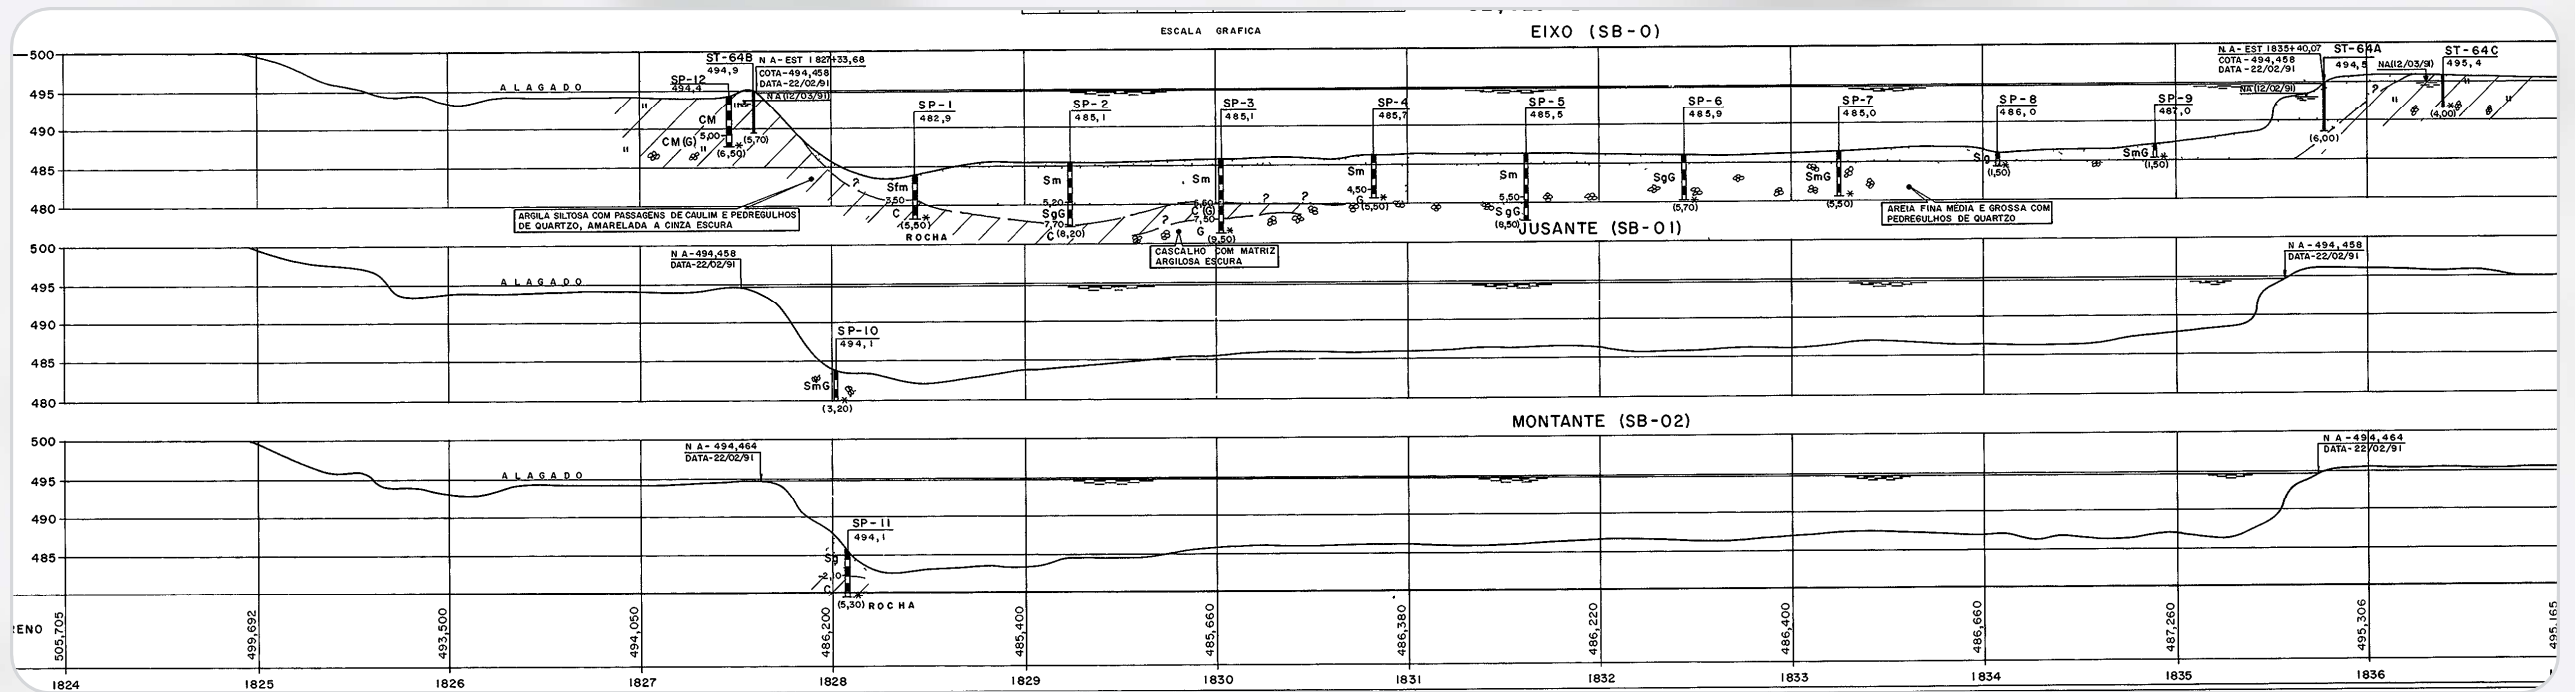 ESCALA GRAFICA
EIXO (SB-0)
500
495
490
485
480
ALAGADO
SP-12
494,4
ST-64B
494,9
N A- EST 1827+33,68
COTA-494,458
DATA-22/02/91
NA(12/03/91)
CM
5,00
CM(G)
(6,50)
(5,70)
SP-1
482,9
Sfm
3,50
C
(5,50)
ROCHA
SP-2
485,1
Sm
5,20
SgG
7,70
C (8,20)
SP-3
485,1
Sm
6,60
C(G)
7,50
G
(9,50)
SP-4
485,7
Sm
4,50
G
(5,50)
SP-5
485,5
Sm
5,50
SgG
(8,50)
SP-6
485,9
SgG
(5,70)
SP-7
485,0
SmG
(5,50)
SP-8
486,0
Sg
(1,50)
SP-9
487,0
SmG
(1,50)
N A- EST 1835+40,07
COTA - 494,458
DATA - 22/02/91
NA(12/02/91)
ST-64A
494,5
(6,00)
NA(12/03/91)
ST-64C
495,4
(4,00)
ARGILA SILTOSA COM PASSAGENS DE CAULIM E PEDREGULHOS
DE QUARTZO, AMARELADA A CINZA ESCURA
CASCALHO COM MATRIZ
ARGILOSA ESCURA
AREIA FINA MÉDIA E GROSSA COM
PEDREGULHOS DE QUARTZO
JUSANTE (SB-01)
500
495
490
485
480
ALAGADO
N A-494,458
DATA-22/02/91
SP-10
494,1
SmG
(3,20)
N A-494,458
DATA-22/02/91
MONTANTE (SB-02)
500
495
490
485
ALAGADO
N A- 494,464
DATA-22/02/91
SP-11
494,1
Sg
2,10
C
(5,30) ROCHA
N A-494,464
DATA-22/02/91
ENO
505,705
499,692
493,500
494,050
486,200
485,400
485,660
486,380
486,220
486,400
486,660
487,260
495,306
495,165
1824
1825
1826
1827
1828
1829
1830
1831
1832
1833
1834
1835
1836